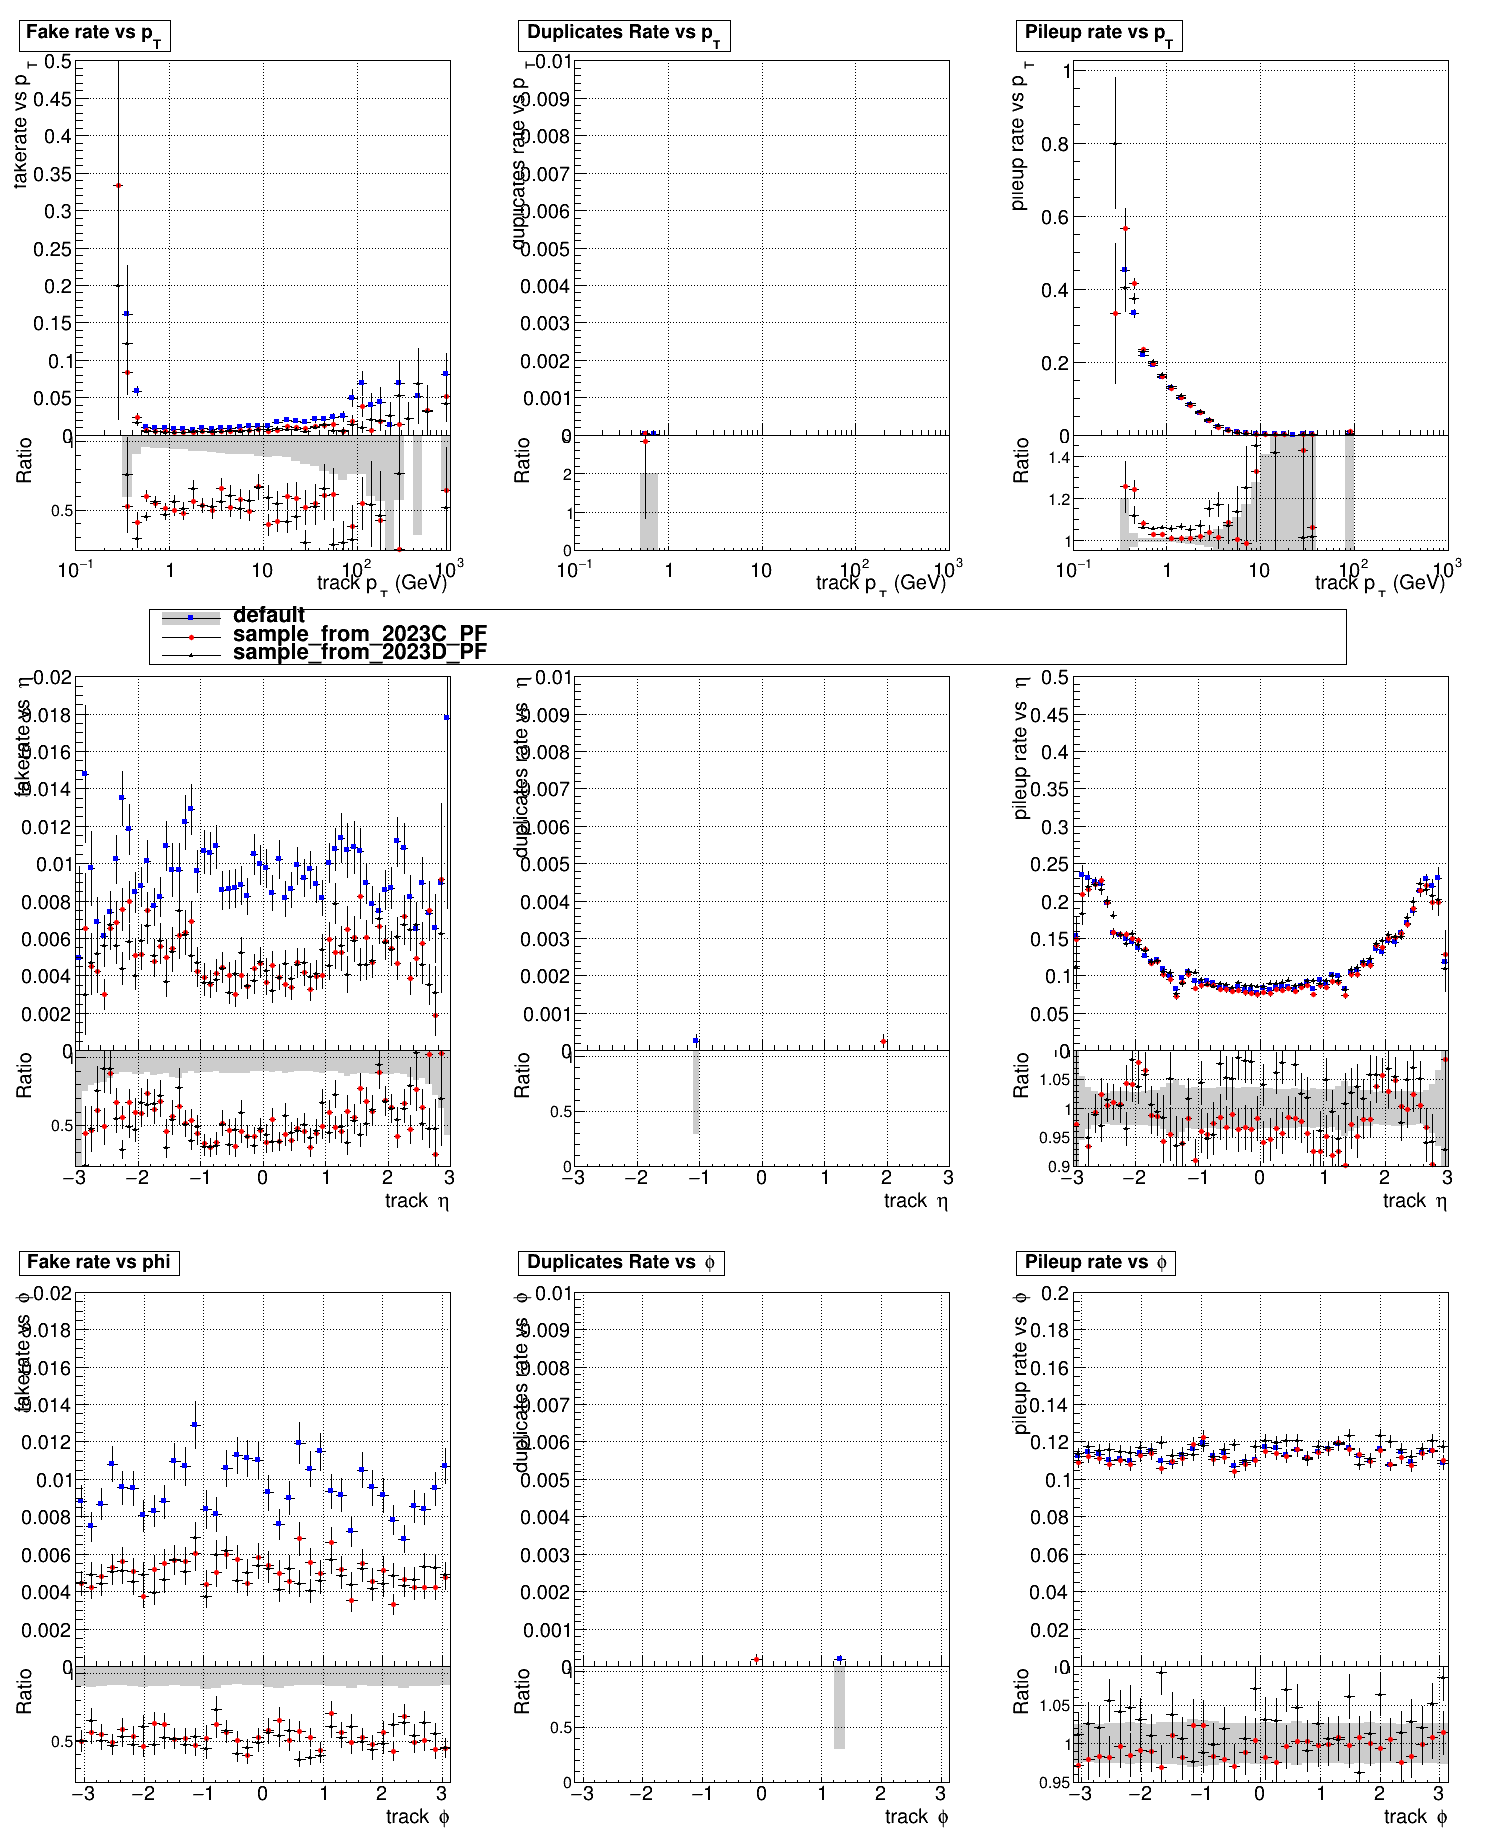 Fake rate vs p_T
Duplicates Rate vs p_T
Pileup rate vs p_T
fakerate vs p_T
0.5
0.45
0.4
0.35
0.3
0.25
0.2
0.15
0.1
0.05
0
Ratio
0.5
10^-1 1 10 10^2 10^3
track p_T (GeV)
duplicates rate vs p_T
0.01
0.009
0.008
0.007
0.006
0.005
0.004
0.003
0.002
0.001
0
Ratio
2
1
0
10^-1 1 10 10^2 10^3
track p_T (GeV)
pileup rate vs p_T
1
0.8
0.6
0.4
0.2
0
Ratio
1.4
1.2
1
10^-1 1 10 10^2 10^3
track p_T (GeV)
default
sample_from_2023C_PF
sample_from_2023D_PF
fakerate vs η
0.02
0.018
0.016
0.014
0.012
0.01
0.008
0.006
0.004
0.002
0
Ratio
1
0.5
−3 −2 −1 0 1 2 3
track η
duplicates rate vs η
0.01
0.009
0.008
0.007
0.006
0.005
0.004
0.003
0.002
0.001
0
Ratio
1
0.5
0
−3 −2 −1 0 1 2 3
track η
pileup rate vs η
0.5
0.45
0.4
0.35
0.3
0.25
0.2
0.15
0.1
0.05
0
Ratio
1.05
1
0.95
0.9
−3 −2 −1 0 1 2 3
track η
Fake rate vs phi
Duplicates Rate vs ϕ
Pileup rate vs ϕ
fakerate vs ϕ
0.02
0.018
0.016
0.014
0.012
0.01
0.008
0.006
0.004
0.002
0
Ratio
1
0.5
−3 −2 −1 0 1 2 3
track ϕ
duplicates rate vs ϕ
0.01
0.009
0.008
0.007
0.006
0.005
0.004
0.003
0.002
0.001
0
Ratio
1
0.5
0
−3 −2 −1 0 1 2 3
track ϕ
pileup rate vs ϕ
0.2
0.18
0.16
0.14
0.12
0.1
0.08
0.06
0.04
0.02
0
Ratio
1.05
1
0.95
−3 −2 −1 0 1 2 3
track ϕ